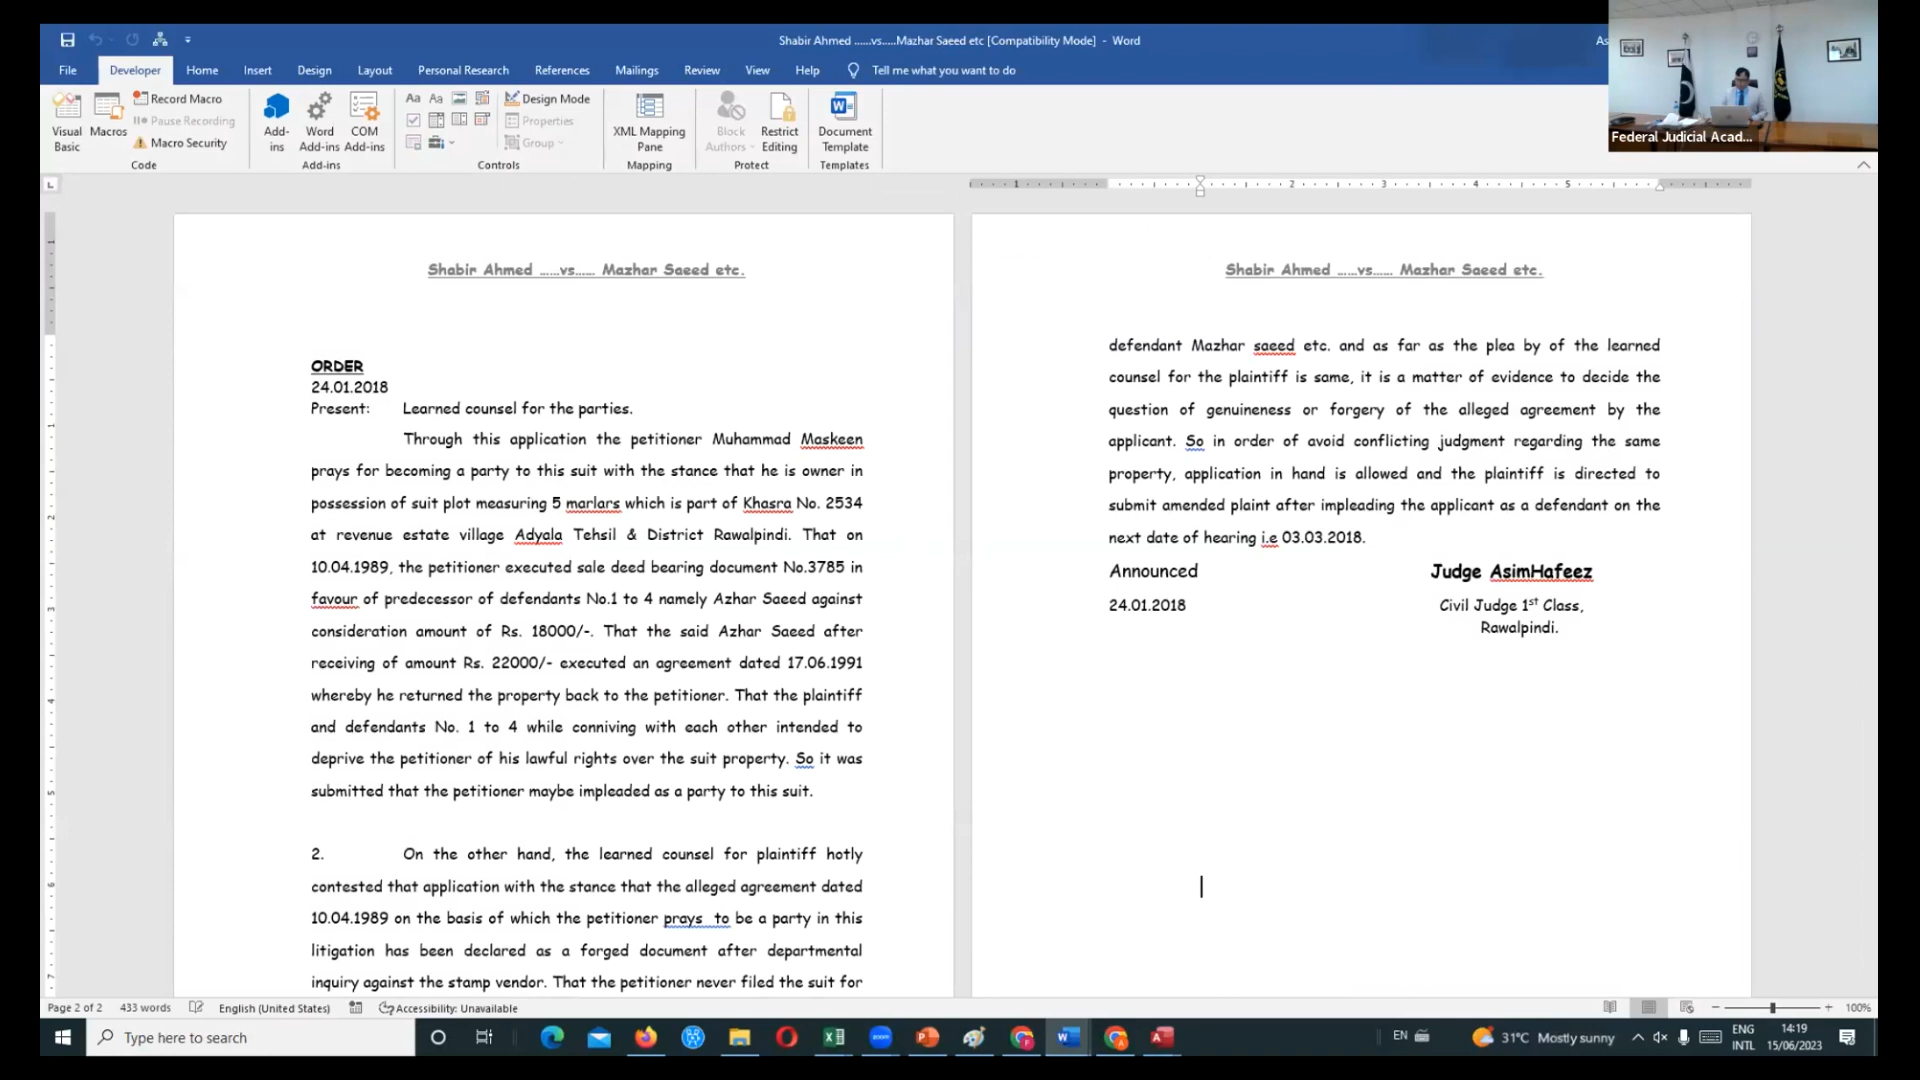 Shabir Ahmed ......vs.....Mazhar Saeed etc [Compatibility Mode] - Word
As
File Developer Home Insert Design Layout Personal Research References Mailings Review View Help Tell me what you want to do
Visual Basic
Macros
Record Macro
Pause Recording
Macro Security
Code
Add-ins
Word Add-ins
COM Add-ins
Add-ins
Aa Aa
Design Mode
Properties
Group
Controls
XML Mapping Pane
Mapping
Block Authors
Restrict Editing
Protect
Document Template
Templates
Federal Judicial Acad...
Shabir Ahmed ……vs…… Mazhar Saeed etc.
ORDER
24.01.2018
Present: Learned counsel for the parties.
Through this application the petitioner Muhammad Maskeen
prays for becoming a party to this suit with the stance that he is owner in
possession of suit plot measuring 5 marlars which is part of Khasra No. 2534
at revenue estate village Adyala Tehsil & District Rawalpindi. That on
10.04.1989, the petitioner executed sale deed bearing document No.3785 in
favour of predecessor of defendants No.1 to 4 namely Azhar Saeed against
consideration amount of Rs. 18000/-. That the said Azhar Saeed after
receiving of amount Rs. 22000/- executed an agreement dated 17.06.1991
whereby he returned the property back to the petitioner. That the plaintiff
and defendants No. 1 to 4 while conniving with each other intended to
deprive the petitioner of his lawful rights over the suit property. So it was
submitted that the petitioner maybe impleaded as a party to this suit.
2. On the other hand, the learned counsel for plaintiff hotly
contested that application with the stance that the alleged agreement dated
10.04.1989 on the basis of which the petitioner prays to be a party in this
litigation has been declared as a forged document after departmental
inquiry against the stamp vendor. That the petitioner never filed the suit for
Shabir Ahmed ……vs…… Mazhar Saeed etc.
defendant Mazhar saeed etc. and as far as the plea by of the learned
counsel for the plaintiff is same, it is a matter of evidence to decide the
question of genuineness or forgery of the alleged agreement by the
applicant. So in order of avoid conflicting judgment regarding the same
property, application in hand is allowed and the plaintiff is directed to
submit amended plaint after impleading the applicant as a defendant on the
next date of hearing i.e 03.03.2018.
Announced Judge AsimHafeez
24.01.2018 Civil Judge 1st Class,
Rawalpindi.
Page 2 of 2 433 words English (United States) Accessibility: Unavailable 100%
Type here to search
EN
31°C Mostly sunny
ENG
INTL
14:19
15/06/2023